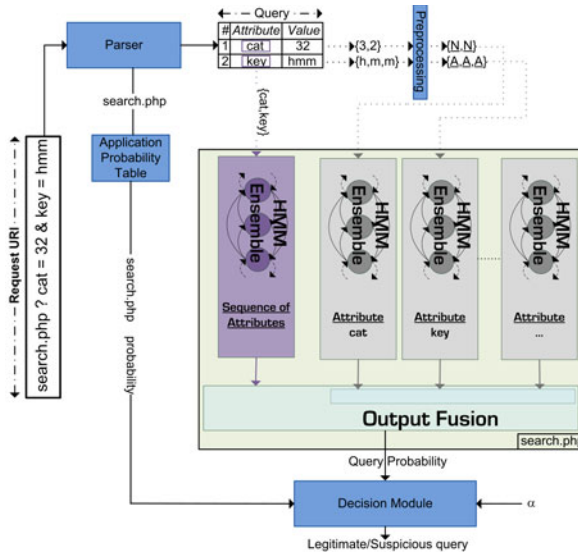 Query
Parser
# Attribute Value
1 cat 32
2 key hmm
{3,2}
{h,m,m}
Preprocessing
{N,N}
{A,A,A}
search.php
{cat,key}
Application
Probability
Table
Request URI
search.php ? cat = 32 & key = hmm
search.php probability
HMM
Ensemble
Sequence of
Attributes
HMM
Ensemble
Attribute
cat
HMM
Ensemble
Attribute
key
HMM
Ensemble
Attribute
...
Output Fusion
search.php
Query Probability
Decision Module
α
Legitimate/Suspicious query